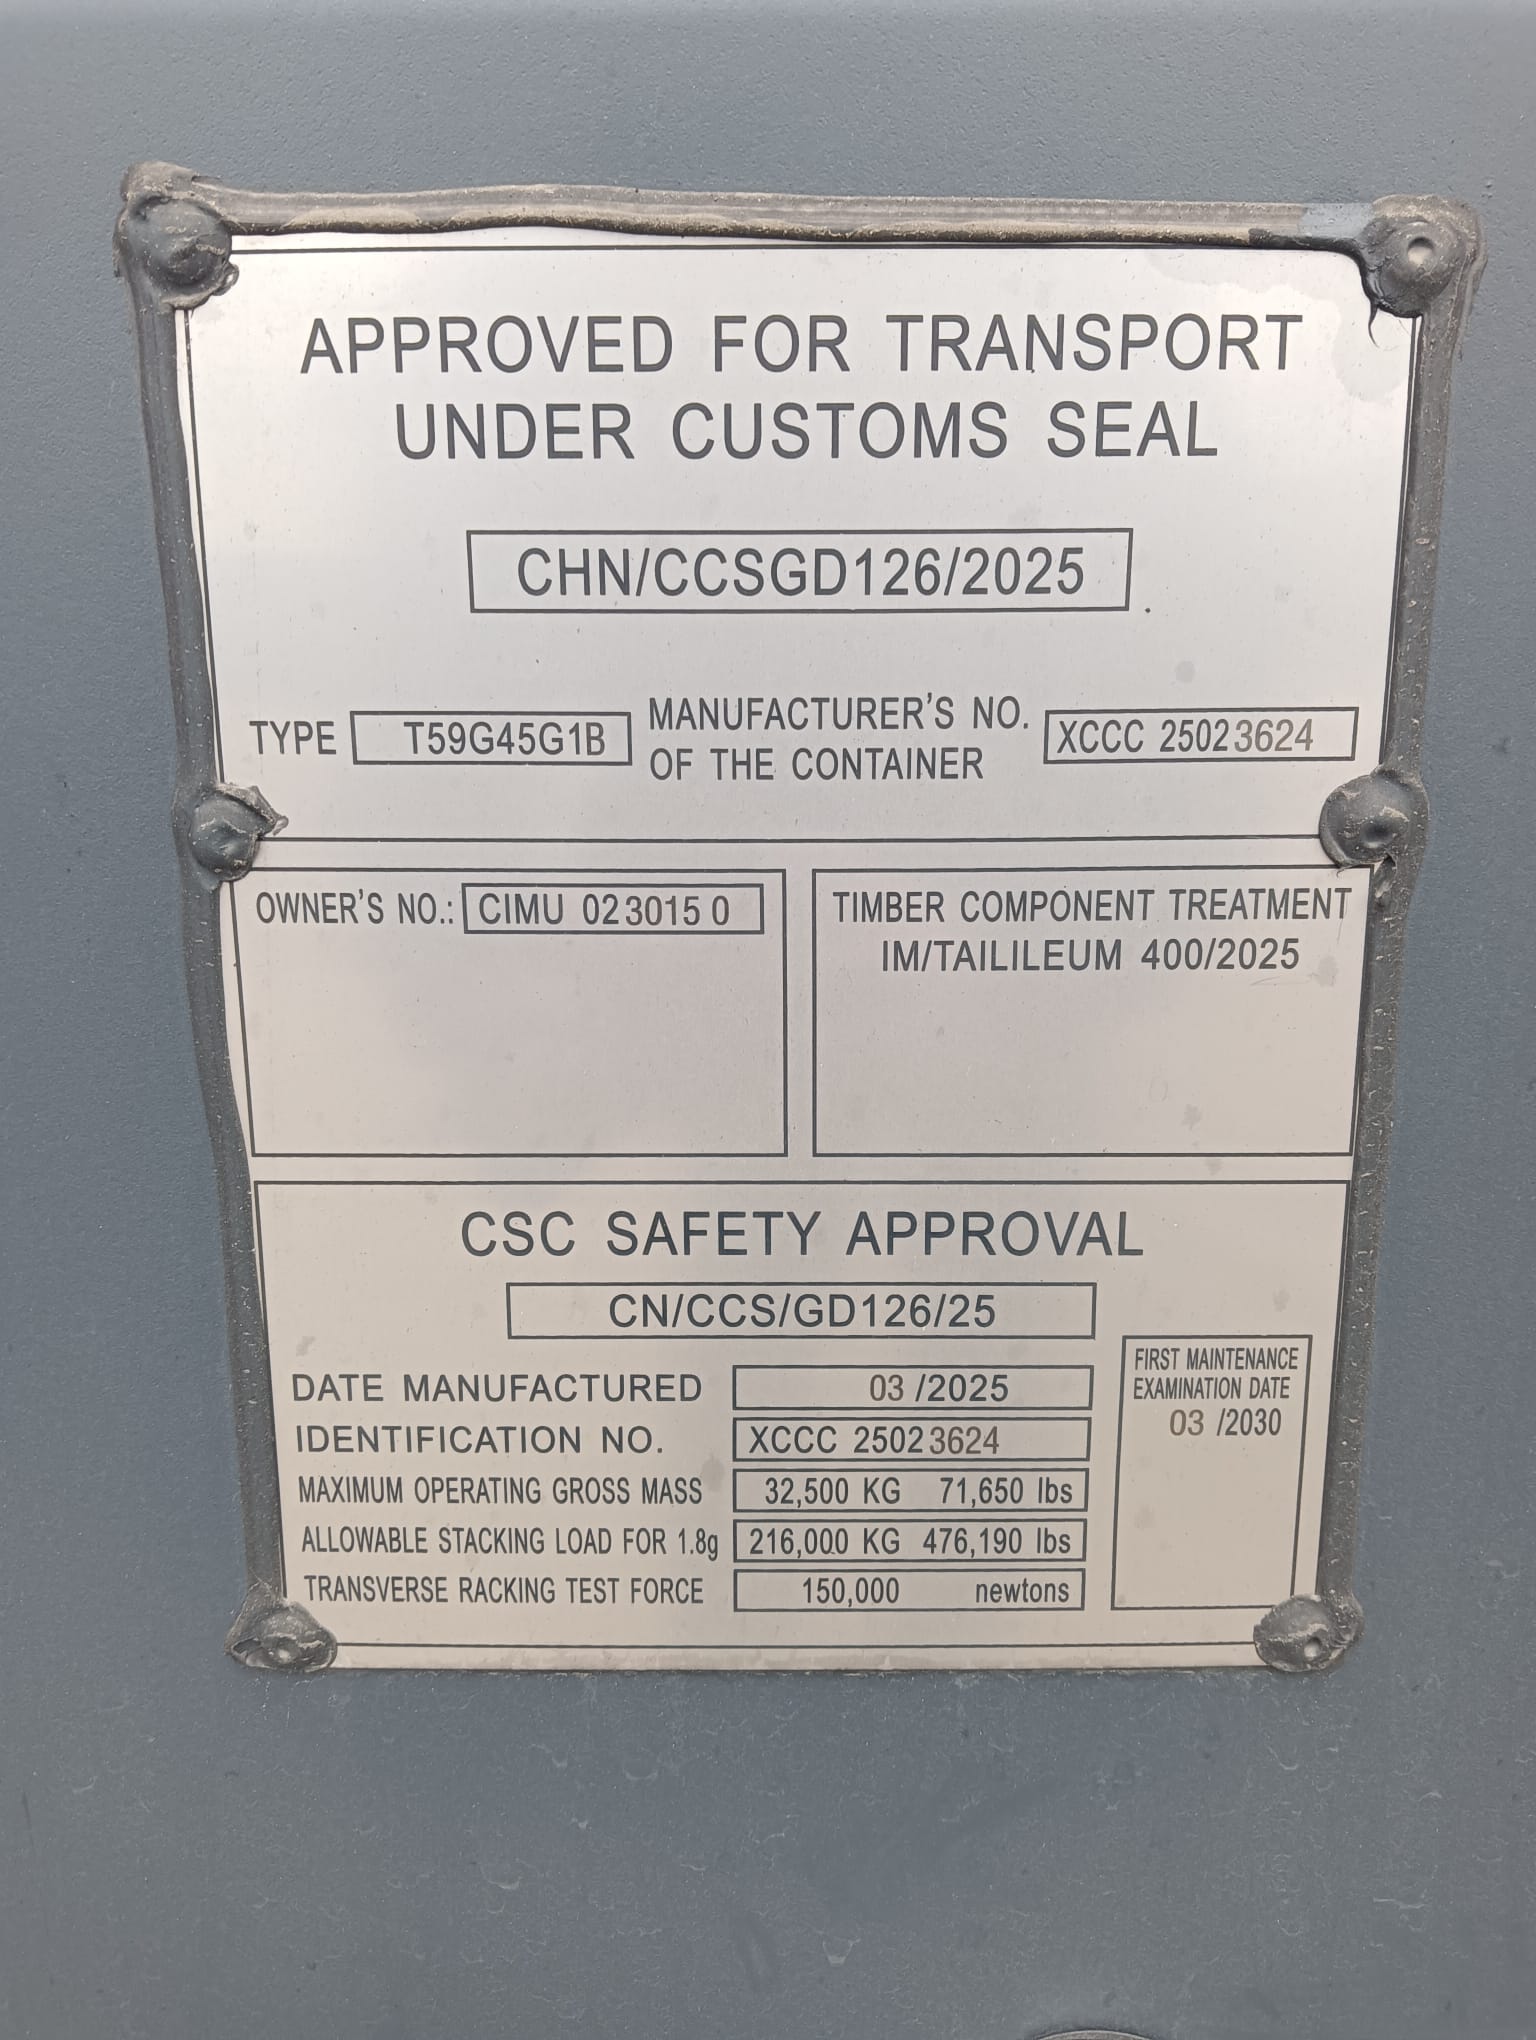 APPROVED FOR TRANSPORT
UNDER CUSTOMS SEAL
CHN/CCSGD126/2025
TYPE T59G45G1B MANUFACTURER'S NO. OF THE CONTAINER XCCC 25023624
OWNER'S NO.: CIMU 023015 0
TIMBER COMPONENT TREATMENT
IM/TAILILEUM 400/2025
CSC SAFETY APPROVAL
CN/CCS/GD126/25
DATE MANUFACTURED 03 /2025
IDENTIFICATION NO. XCCC 25023624
MAXIMUM OPERATING GROSS MASS 32,500 KG 71,650 lbs
ALLOWABLE STACKING LOAD FOR 1.8g 216,000 KG 476,190 lbs
TRANSVERSE RACKING TEST FORCE 150,000 newtons
FIRST MAINTENANCE
EXAMINATION DATE
03 /2030